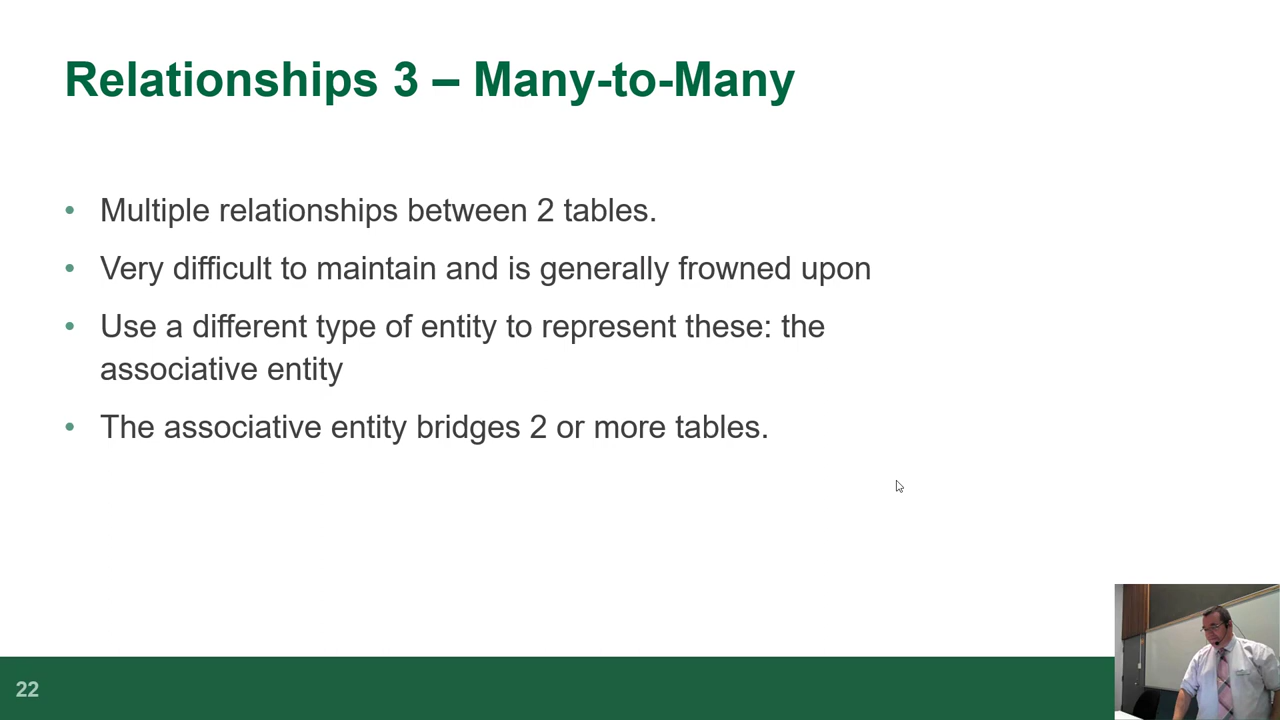 Relationships 3 – Many-to-Many
• Multiple relationships between 2 tables.
• Very difficult to maintain and is generally frowned upon
• Use a different type of entity to represent these: the
associative entity
• The associative entity bridges 2 or more tables.
22